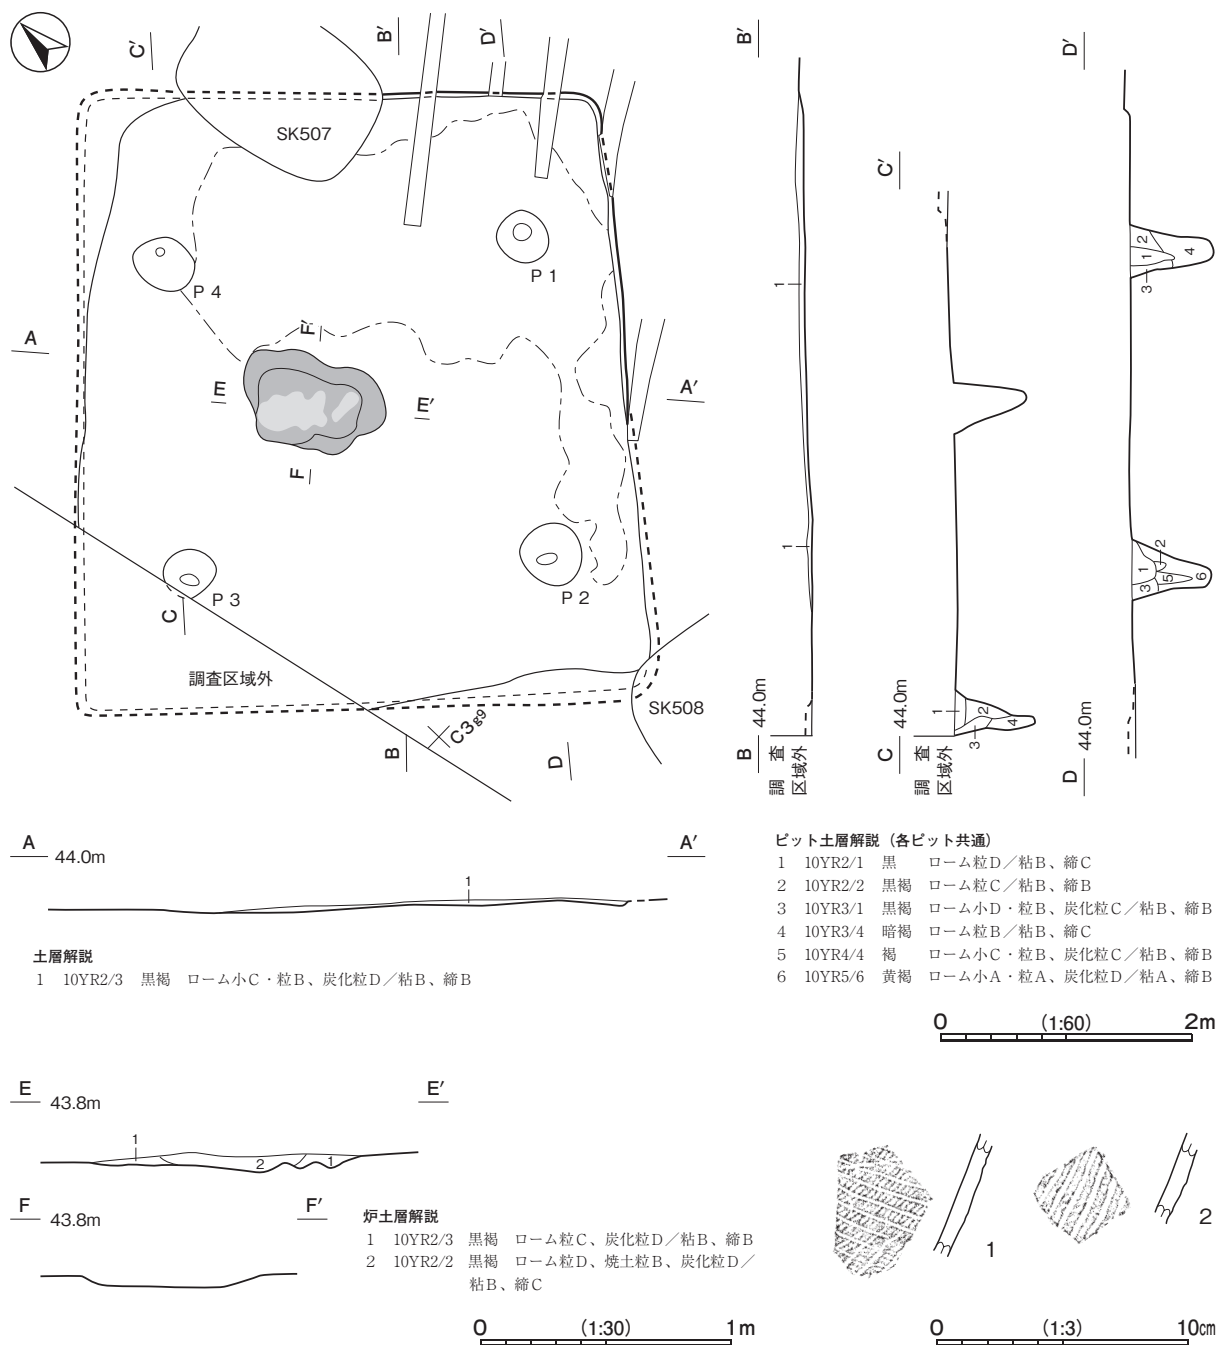 C′
B′
D′
SK507
P 1
P 4
A
F′
E
E′
A′
F
P 3
C
P 2
調査区域外
SK508
C3g9
B
D
B′
1
1
B 44.0m
調査区域外
C′
1
2
3
4
C 44.0m
調査区域外
D′
2
1
4
3
2
1
5
6
3
D 44.0m
A 44.0m
A′
1
土層解説
1 10YR2/3 黒褐 ローム小C・粒B、炭化粒D／粘B、締B
ピット土層解説（各ピット共通）
1 10YR2/1 黒 ローム粒D／粘B、締C
2 10YR2/2 黒褐 ローム粒C／粘B、締B
3 10YR3/1 黒褐 ローム小D・粒B、炭化粒C／粘B、締B
4 10YR3/4 暗褐 ローム粒B／粘B、締C
5 10YR4/4 褐 ローム小C・粒B、炭化粒C／粘B、締B
6 10YR5/6 黄褐 ローム小A・粒A、炭化粒D／粘A、締B
0 (1:60) 2m
E 43.8m
E′
1
2
1
F 43.8m
F′
炉土層解説
1 10YR2/3 黒褐 ローム粒C、炭化粒D／粘B、締B
2 10YR2/2 黒褐 ローム粒D、焼土粒B、炭化粒D／
粘B、締C
0 (1:30) 1m
1
2
0 (1:3) 10cm